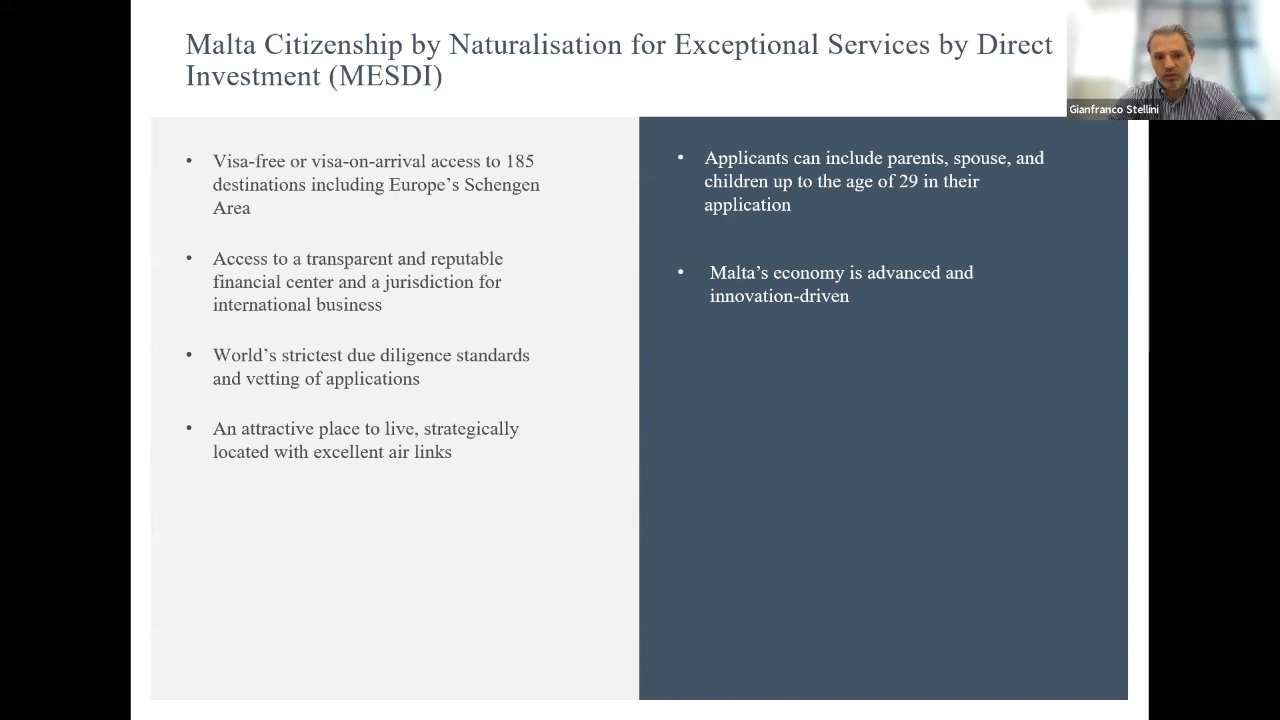 Malta Citizenship by Naturalisation for Exceptional Services by Direct
Investment (MESDI)
Gianfranco Stellini
• Visa-free or visa-on-arrival access to 185
destinations including Europe’s Schengen
Area
• Access to a transparent and reputable
financial center and a jurisdiction for
international business
• World’s strictest due diligence standards
and vetting of applications
• An attractive place to live, strategically
located with excellent air links
• Applicants can include parents, spouse, and
children up to the age of 29 in their
application
• Malta’s economy is advanced and
innovation-driven